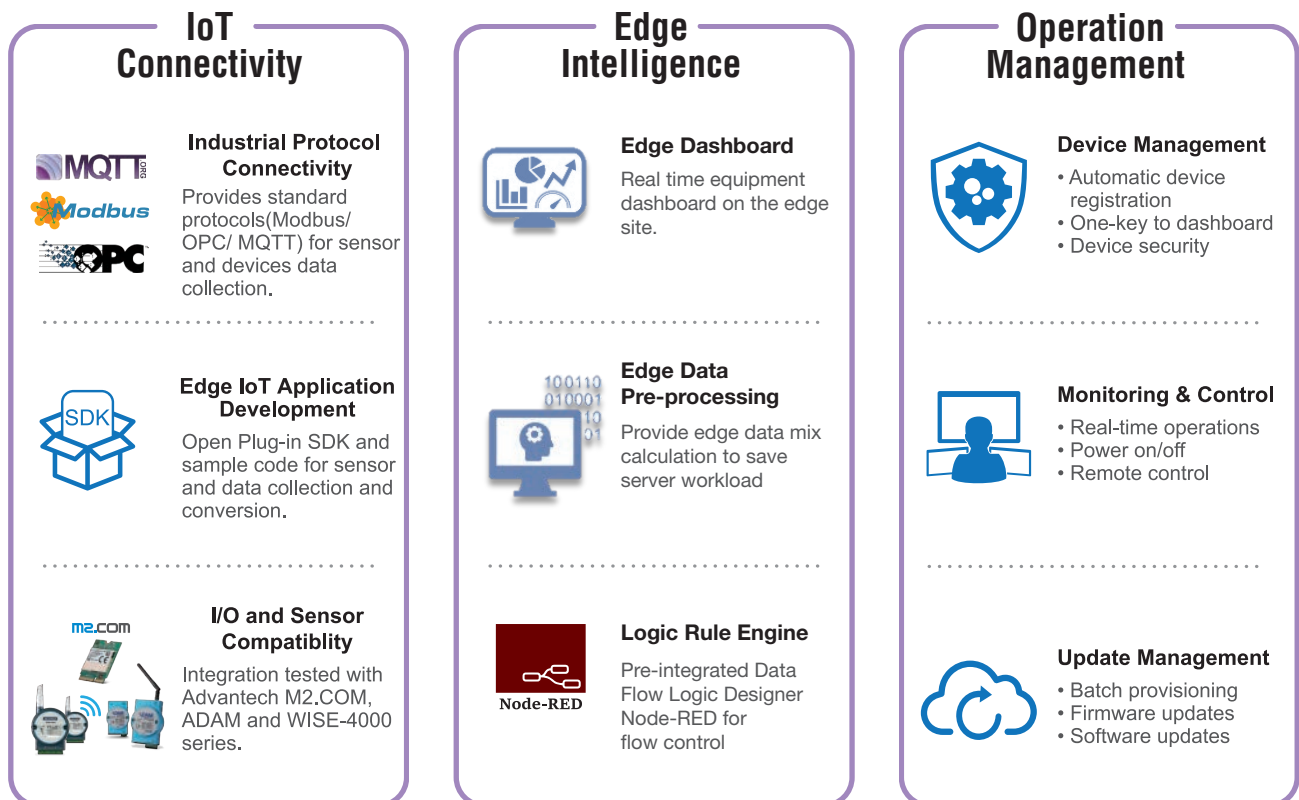 IoT
Connectivity
MQTT.ORG
Modbus
OPC
Industrial Protocol
Connectivity
Provides standard
protocols(Modbus/
OPC/ MQTT) for sensor
and devices data
collection.
SDK
Edge IoT Application
Development
Open Plug-in SDK and
sample code for sensor
and data collection and
conversion.
m2.com
I/O and Sensor
Compatiblity
Integration tested with
Advantech M2.COM,
ADAM and WISE-4000
series.
Edge
Intelligence
Edge Dashboard
Real time equipment
dashboard on the edge
site.
100110
010001
10
01
Edge Data
Pre-processing
Provide edge data mix
calculation to save
server workload
Node-RED
Logic Rule Engine
Pre-integrated Data
Flow Logic Designer
Node-RED for
flow control
Operation
Management
Device Management
• Automatic device
registration
• One-key to dashboard
• Device security
Monitoring & Control
• Real-time operations
• Power on/off
• Remote control
Update Management
• Batch provisioning
• Firmware updates
• Software updates